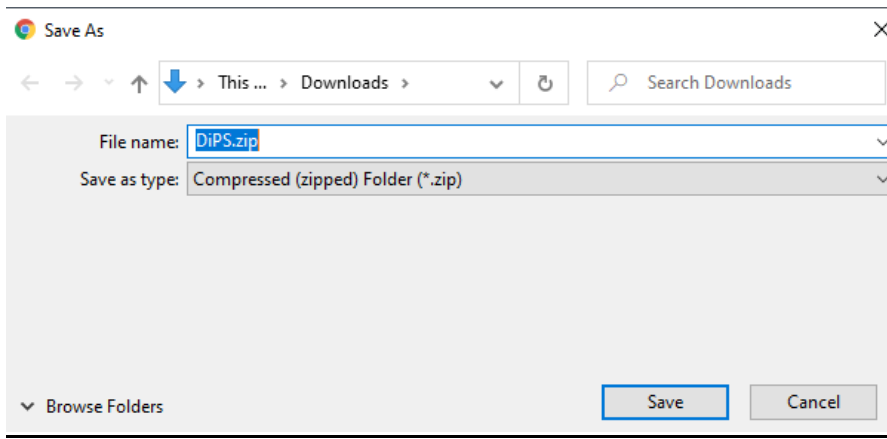 Save As
This ... > Downloads >
Search Downloads
File name: DiPS.zip
Save as type: Compressed (zipped) Folder (*.zip)
Browse Folders
Save
Cancel